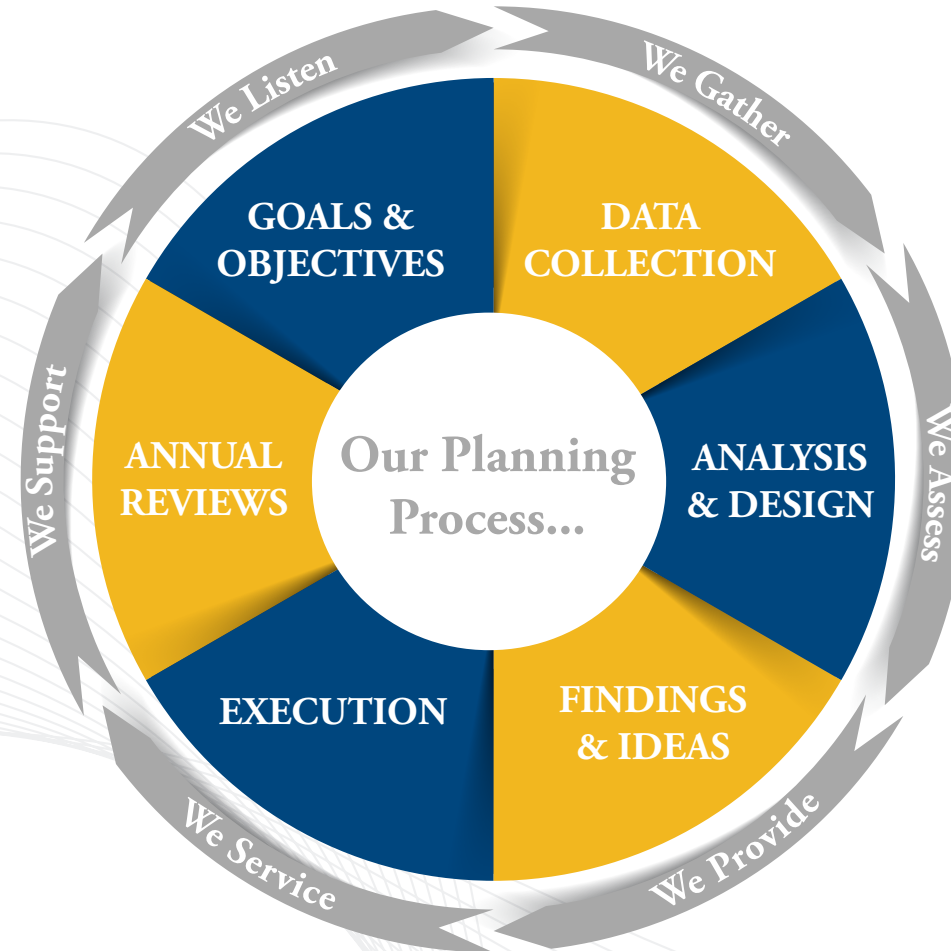 We Listen
We Gather
GOALS &
OBJECTIVES
DATA
COLLECTION
We Support
ANNUAL
REVIEWS
Our Planning
Process...
ANALYSIS
& DESIGN
We Assess
EXECUTION
FINDINGS
& IDEAS
We Service
We Provide